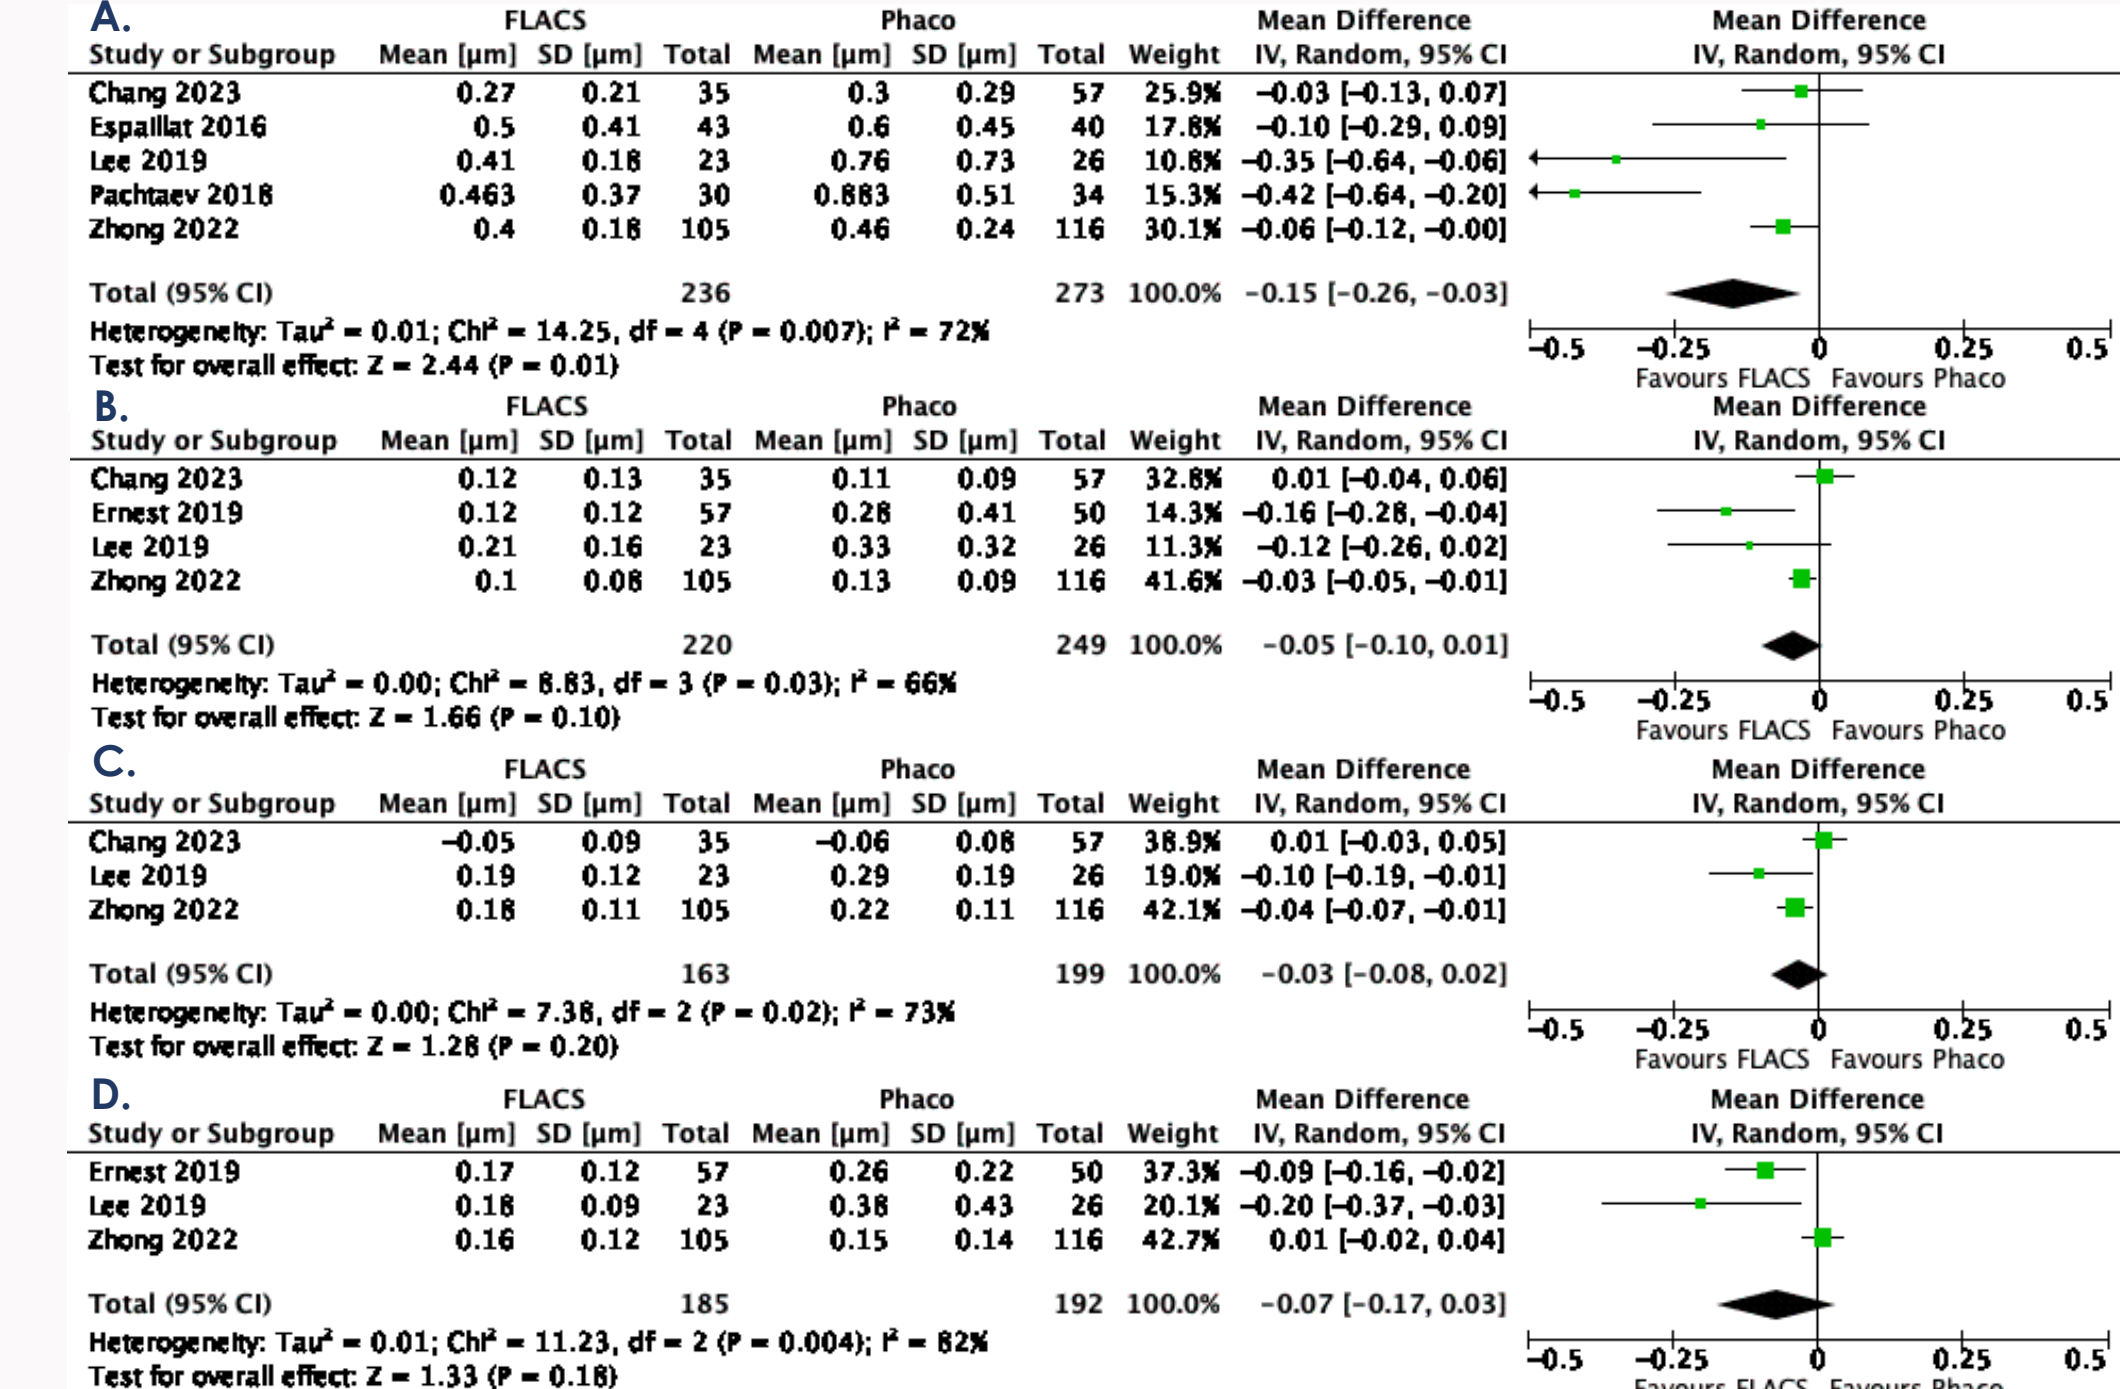 A.
FLACS Phaco Mean Difference Mean Difference
Study or Subgroup Mean [µm] SD [µm] Total Mean [µm] SD [µm] Total Weight IV, Random, 95% CI IV, Random, 95% CI
Chang 2023 0.27 0.21 35 0.3 0.29 57 25.9% −0.03 [−0.13, 0.07]
Espaillat 2016 0.5 0.41 43 0.6 0.45 40 17.8% −0.10 [−0.29, 0.09]
Lee 2019 0.41 0.18 23 0.76 0.73 26 10.8% −0.35 [−0.64, −0.06]
Pachtaev 2018 0.463 0.37 30 0.883 0.51 34 15.3% −0.42 [−0.64, −0.20]
Zhong 2022 0.4 0.18 105 0.46 0.24 116 30.1% −0.06 [−0.12, −0.00]
Total (95% CI) 236 273 100.0% −0.15 [−0.26, −0.03]
Heterogeneity: Tau² = 0.01; Chi² = 14.25, df = 4 (P = 0.007); I² = 72%
Test for overall effect: Z = 2.44 (P = 0.01)
−0.5 −0.25 0 0.25 0.5
Favours FLACS Favours Phaco
B.
FLACS Phaco Mean Difference Mean Difference
Study or Subgroup Mean [µm] SD [µm] Total Mean [µm] SD [µm] Total Weight IV, Random, 95% CI IV, Random, 95% CI
Chang 2023 0.12 0.13 35 0.11 0.09 57 32.8% 0.01 [−0.04, 0.06]
Ernest 2019 0.12 0.12 57 0.28 0.41 50 14.3% −0.16 [−0.28, −0.04]
Lee 2019 0.21 0.16 23 0.33 0.32 26 11.3% −0.12 [−0.26, 0.02]
Zhong 2022 0.1 0.08 105 0.13 0.09 116 41.6% −0.03 [−0.05, −0.01]
Total (95% CI) 220 249 100.0% −0.05 [−0.10, 0.01]
Heterogeneity: Tau² = 0.00; Chi² = 8.83, df = 3 (P = 0.03); I² = 66%
Test for overall effect: Z = 1.66 (P = 0.10)
−0.5 −0.25 0 0.25 0.5
Favours FLACS Favours Phaco
C.
FLACS Phaco Mean Difference Mean Difference
Study or Subgroup Mean [µm] SD [µm] Total Mean [µm] SD [µm] Total Weight IV, Random, 95% CI IV, Random, 95% CI
Chang 2023 −0.05 0.09 35 −0.06 0.08 57 38.9% 0.01 [−0.03, 0.05]
Lee 2019 0.19 0.12 23 0.29 0.19 26 19.0% −0.10 [−0.19, −0.01]
Zhong 2022 0.18 0.11 105 0.22 0.11 116 42.1% −0.04 [−0.07, −0.01]
Total (95% CI) 163 199 100.0% −0.03 [−0.08, 0.02]
Heterogeneity: Tau² = 0.00; Chi² = 7.38, df = 2 (P = 0.02); I² = 73%
Test for overall effect: Z = 1.28 (P = 0.20)
−0.5 −0.25 0 0.25 0.5
Favours FLACS Favours Phaco
D.
FLACS Phaco Mean Difference Mean Difference
Study or Subgroup Mean [µm] SD [µm] Total Mean [µm] SD [µm] Total Weight IV, Random, 95% CI IV, Random, 95% CI
Ernest 2019 0.17 0.12 57 0.26 0.22 50 37.3% −0.09 [−0.16, −0.02]
Lee 2019 0.18 0.09 23 0.38 0.43 26 20.1% −0.20 [−0.37, −0.03]
Zhong 2022 0.16 0.12 105 0.15 0.14 116 42.7% 0.01 [−0.02, 0.04]
Total (95% CI) 185 192 100.0% −0.07 [−0.17, 0.03]
Heterogeneity: Tau² = 0.01; Chi² = 11.23, df = 2 (P = 0.004); I² = 82%
Test for overall effect: Z = 1.33 (P = 0.18)
−0.5 −0.25 0 0.25 0.5
Favours FLACS Favours Phaco